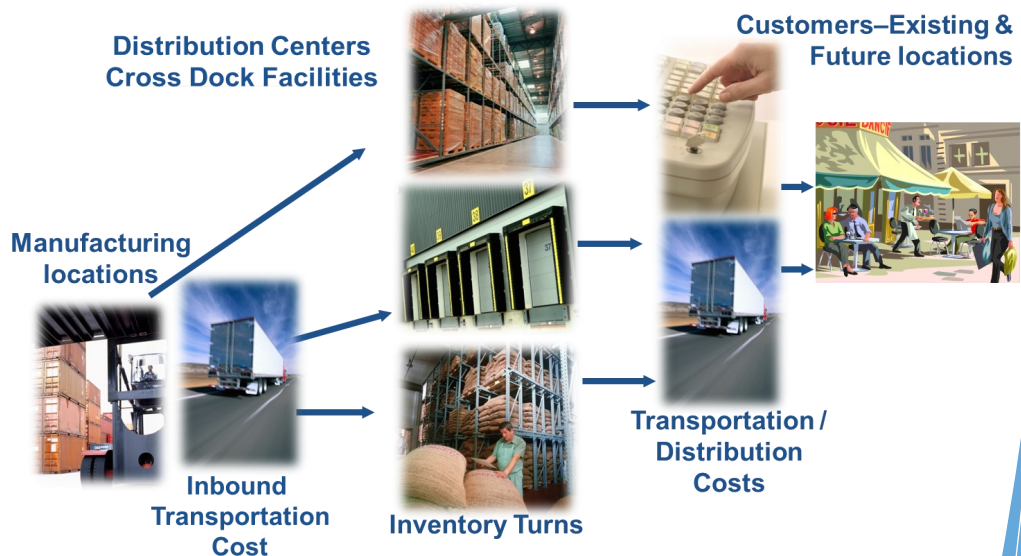 Distribution Centers
Cross Dock Facilities
Customers–Existing &
Future locations
Manufacturing
locations
Inbound
Transportation
Cost
Inventory Turns
Transportation /
Distribution
Costs
37